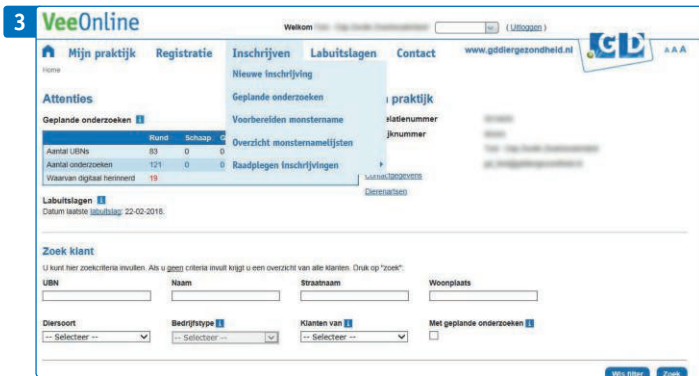 3
VeeOnline
Welkom
( Uitloggen )
Mijn praktijk Registratie Inschrijven Labuitslagen Contact www.gddiergezondheid.nl GD A A A
Home
Nieuwe inschrijving
Geplande onderzoeken
Voorbereiden monstername
Overzicht monsternamelijsten
Raadplegen Inschrijvingen
Attenties
praktijk
Geplande onderzoeken i
Rund Schaap
Aantal UBNs 83 0 0
Aantal onderzoeken 121 0 0
Waarvan digitaal herinnerd 19
Contactgegevens
Dierenartsen
Labuitslagen i
Datum laatste labuitslag: 22-02-2016.
Zoek klant
U kunt hier zoekcriteria invullen. Als u geen criteria invult krijgt u een overzicht van alle klanten. Druk op "zoek".
UBN Naam Straatnaam Woonplaats
Diersoort Bedrijfstype i Klanten van i Met geplande onderzoeken i
-- Selecteer -- -- Selecteer -- -- Selecteer --
Wis filter Zoek